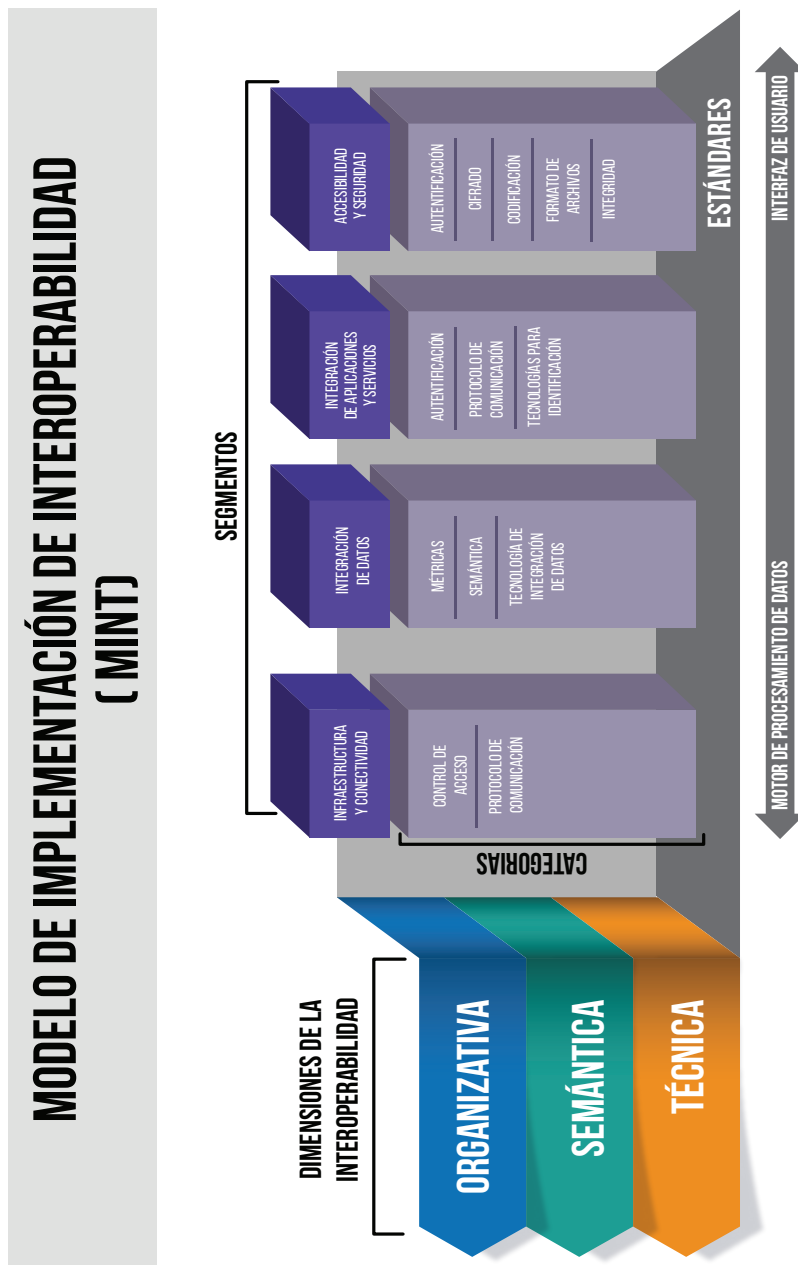 MODELO DE IMPLEMENTACIÓN DE INTEROPERABILIDAD
( MINT)
DIMENSIONES DE LA
INTEROPERABILIDAD
ORGANIZATIVA
SEMÁNTICA
TÉCNICA
SEGMENTOS
CATEGORIAS
INFRAESTRUCTURA
Y CONECTIVIDAD
CONTROL DE
ACCESO
PROTOCOLO DE
COMUNICACIÓN
INTEGRACIÓN
DE DATOS
MÉTRICAS
SEMÁNTICA
TECNOLOGÍA DE
INTEGRACIÓN
DE DATOS
INTEGRACIÓN
DE APLICACIONES
Y SERVICIOS
AUTENTIFICACIÓN
PROTOCOLO DE
COMUNICACIÓN
TECNOLOGÍAS PARA
IDENTIFICACIÓN
ACCESIBILIDAD
Y SEGURIDAD
AUTENTIFICACIÓN
CIFRADO
CODIFICACIÓN
FORMATO DE
ARCHIVOS
INTEGRIDAD
ESTÁNDARES
MOTOR DE PROCESAMIENTO DE DATOS
INTERFAZ DE USUARIO